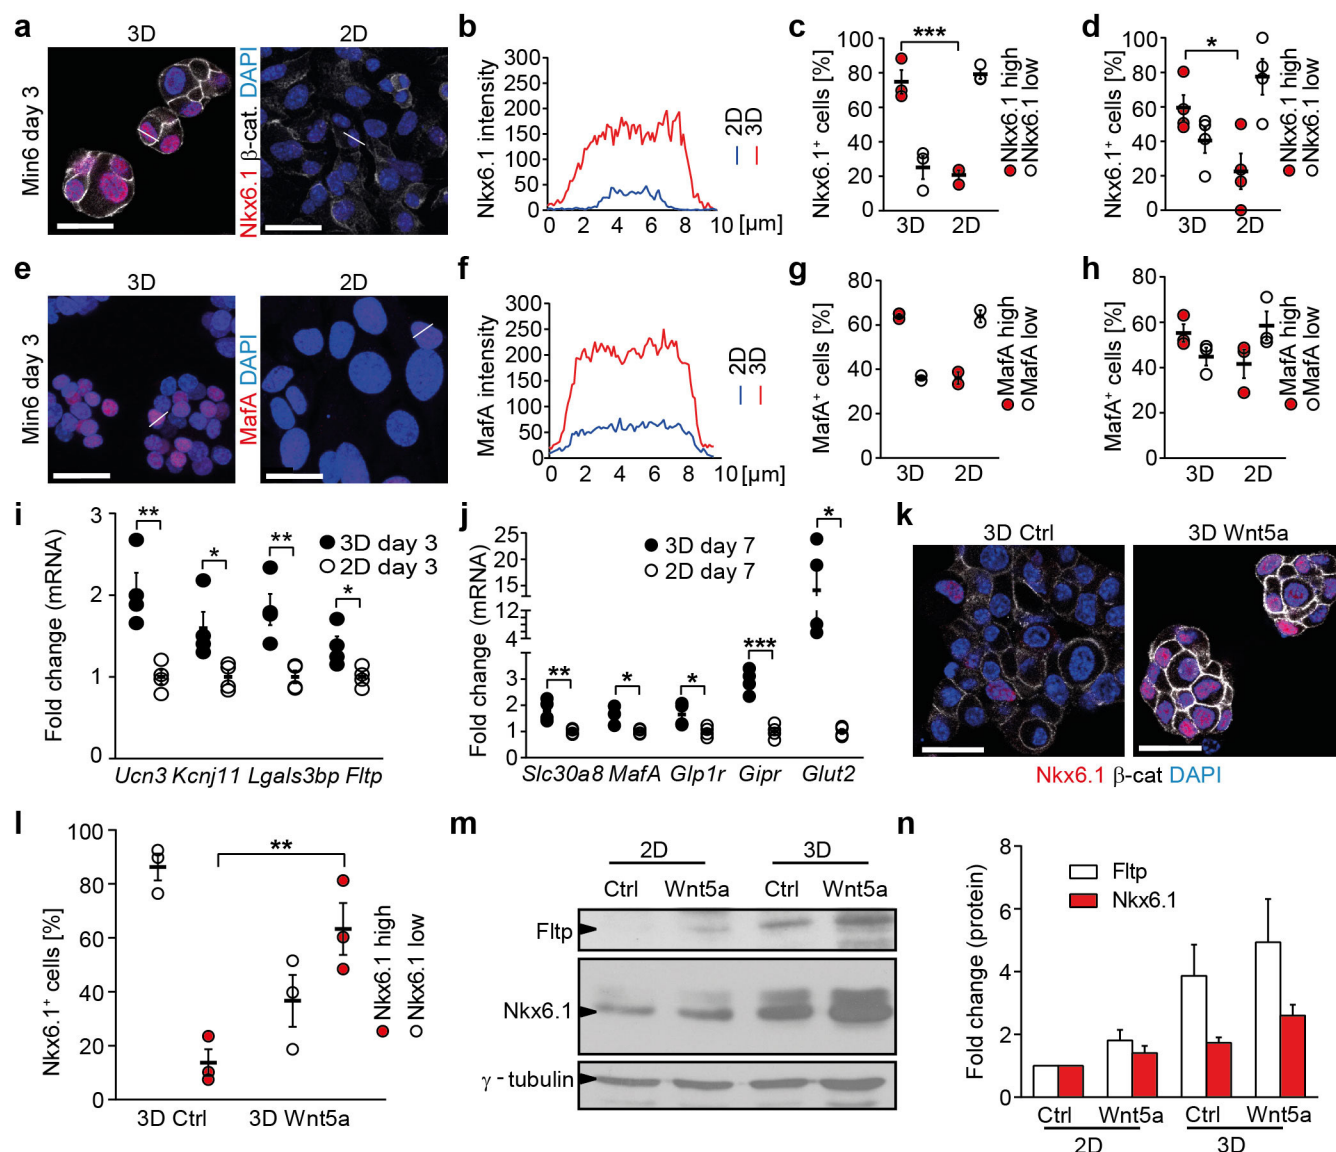 a
3D
2D
Min6 day 3
Nkx6.1 β-cat. DAPI
b
Nkx6.1 intensity
300
250
200
150
100
50
0
0 2 4 6 8 10 [µm]
2D
3D
c
Nkx6.1⁺ cells [%]
100
80
60
40
20
0
***
3D 2D
Nkx6.1 high
Nkx6.1 low
d
Nkx6.1⁺ cells [%]
100
80
60
40
20
0
*
3D 2D
Nkx6.1 high
Nkx6.1 low
e
3D
2D
Min6 day 3
MafA DAPI
f
MafA intensity
300
250
200
150
100
50
0
0 2 4 6 8 10 [µm]
2D
3D
g
MafA⁺ cells [%]
80
60
40
20
0
3D 2D
MafA high
MafA low
h
MafA⁺ cells [%]
80
60
40
20
0
3D 2D
MafA high
MafA low
i
Fold change (mRNA)
3
2
1
0
** * ** *
3D day 3
2D day 3
Ucn3 Kcnj11 Lgals3bp Fltp
j
Fold change (mRNA)
25
20
15
10
12
8
4
3
2
1
0
** * * *** *
3D day 7
2D day 7
Slc30a8 MafA Glp1r Gipr Glut2
k
3D Ctrl
3D Wnt5a
Nkx6.1 β-cat DAPI
l
Nkx6.1⁺ cells [%]
100
80
60
40
20
0
**
3D Ctrl 3D Wnt5a
Nkx6.1 high
Nkx6.1 low
m
2D 3D
Ctrl Wnt5a Ctrl Wnt5a
Fltp
Nkx6.1
γ - tubulin
n
Fold change (protein)
8
6
4
2
0
Fltp
Nkx6.1
Ctrl Wnt5a Ctrl Wnt5a
2D 3D